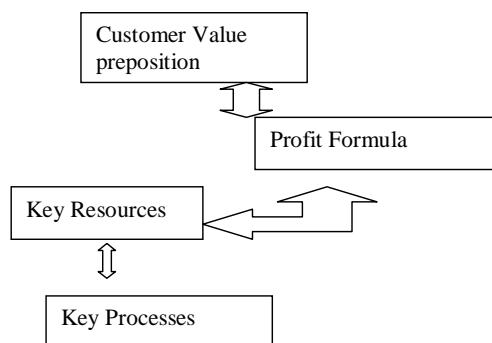 Customer Value
preposition
Profit Formula
Key Resources
Key Processes